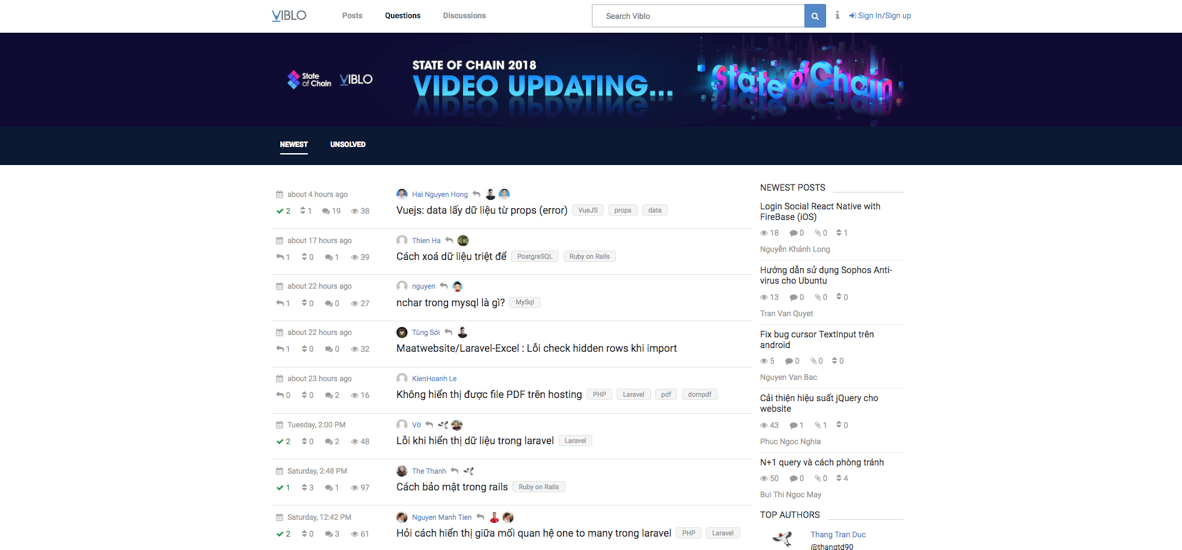 VIBLO Posts Questions Discussions Search Viblo Sign In/Sign up
STATE OF CHAIN 2018
State of Chain VIBLO VIDEO UPDATING... State of Chain
NEWEST UNSOLVED
about 4 hours ago Hai Nguyen Hong
2 1 19 38 Vuejs: data lấy dữ liệu từ props (error) VueJS props data
about 17 hours ago Thien Ha
1 0 1 39 Cách xoá dữ liệu triệt để PostgreSQL Ruby on Rails
about 22 hours ago nguyen
1 0 0 27 nchar trong mysql là gì? MySql
about 22 hours ago Tùng Sói
1 0 0 32 Maatwebsite/Laravel-Excel : Lỗi check hidden rows khi import
about 23 hours ago KienHoanh Le
0 0 2 16 Không hiển thị được file PDF trên hosting PHP Laravel pdf dompdf
Tuesday, 2:00 PM Vờ
2 0 2 48 Lỗi khi hiển thị dữ liệu trong laravel Laravel
Saturday, 2:48 PM The Thanh
1 3 1 97 Cách bảo mật trong rails Ruby on Rails
Saturday, 12:42 PM Nguyen Manh Tien
2 0 3 61 Hỏi cách hiển thị giữa mối quan hệ one to many trong laravel PHP Laravel
NEWEST POSTS
Login Social React Native with
FireBase (iOS)
18 0 0 1
Nguyễn Khánh Long
Hướng dẫn sử dụng Sophos Anti-
virus cho Ubuntu
13 0 0 0
Tran Van Quyet
Fix bug cursor TextInput trên
android
5 0 0 0
Nguyen Van Bac
Cải thiện hiệu suất jQuery cho
website
43 1 1 0
Phuc Ngoc Nghia
N+1 query và cách phòng tránh
50 0 0 4
Bui Thi Ngoc May
TOP AUTHORS
Thang Tran Duc
@thangtd90